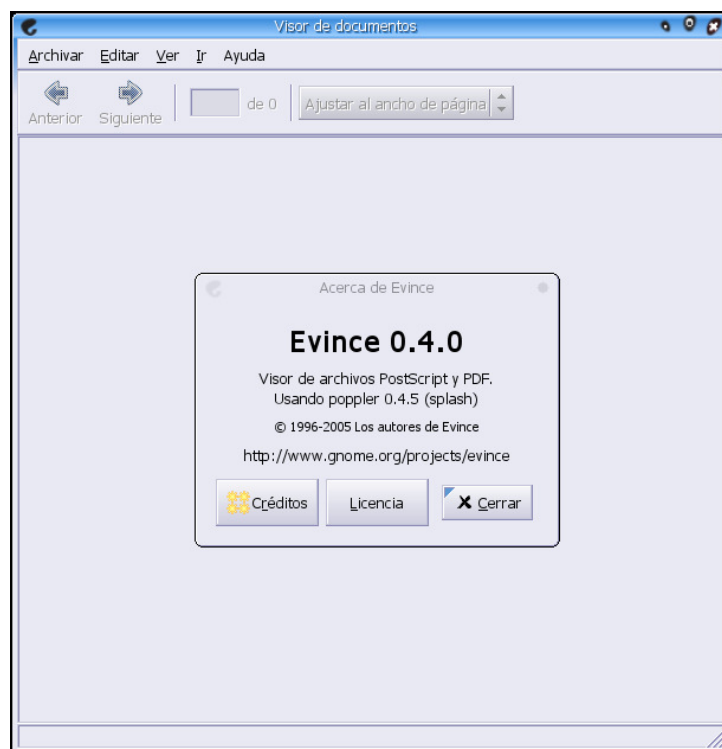 Visor de documentos
Archivar Editar Ver Ir Ayuda
Anterior Siguiente de 0 Ajustar al ancho de página
Acerca de Evince
Evince 0.4.0
Visor de archivos PostScript y PDF.
Usando poppler 0.4.5 (splash)
© 1996-2005 Los autores de Evince
http://www.gnome.org/projects/evince
Créditos Licencia Cerrar